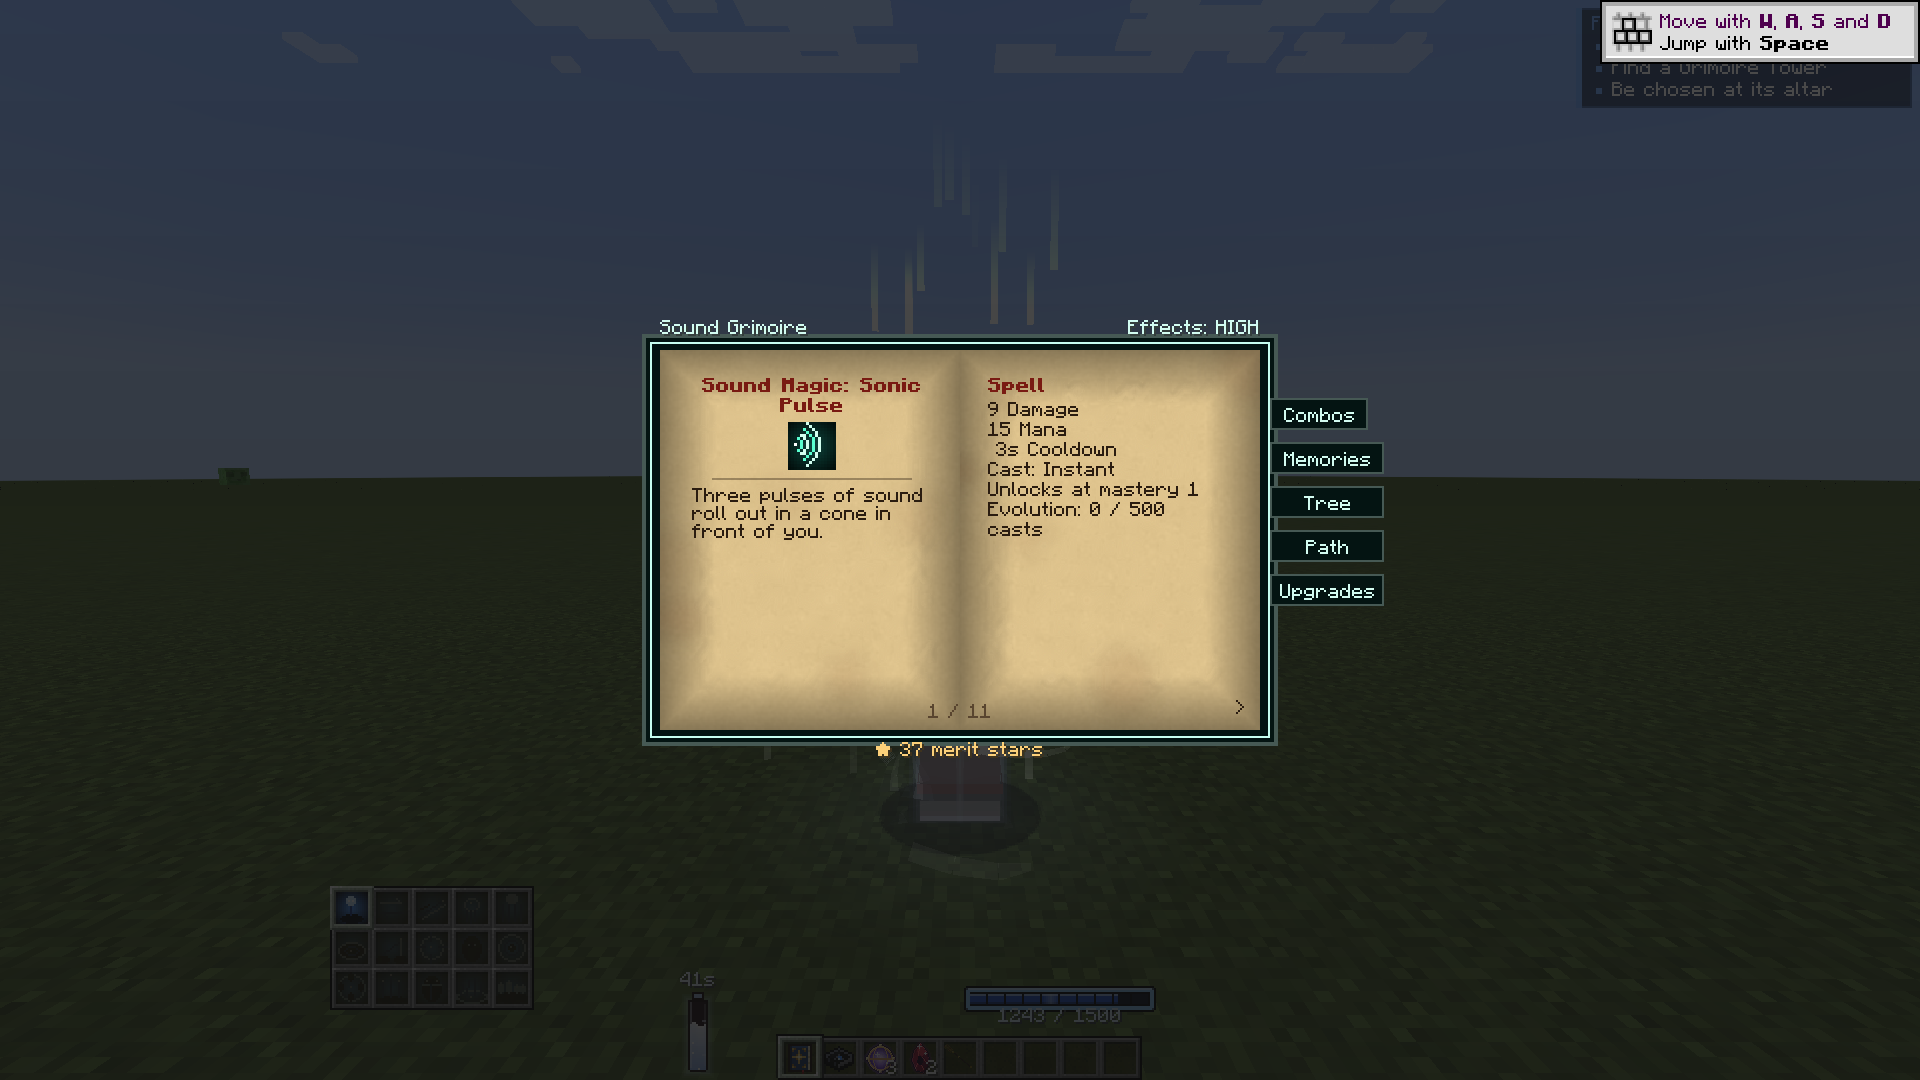 Move with W, A, S and D
Jump with Space
Find a Grimoire Tower
Be chosen at its altar
Sound Grimoire
Effects: HIGH
Sound Magic: Sonic
Pulse
Three pulses of sound
roll out in a cone in
front of you.
Spell
9 Damage
15 Mana
3s Cooldown
Cast: Instant
Unlocks at mastery 1
Evolution: 0 / 500
casts
1 / 11
>
Combos
Memories
Tree
Path
Upgrades
37 merit stars
41s
1243 / 1500
3
2